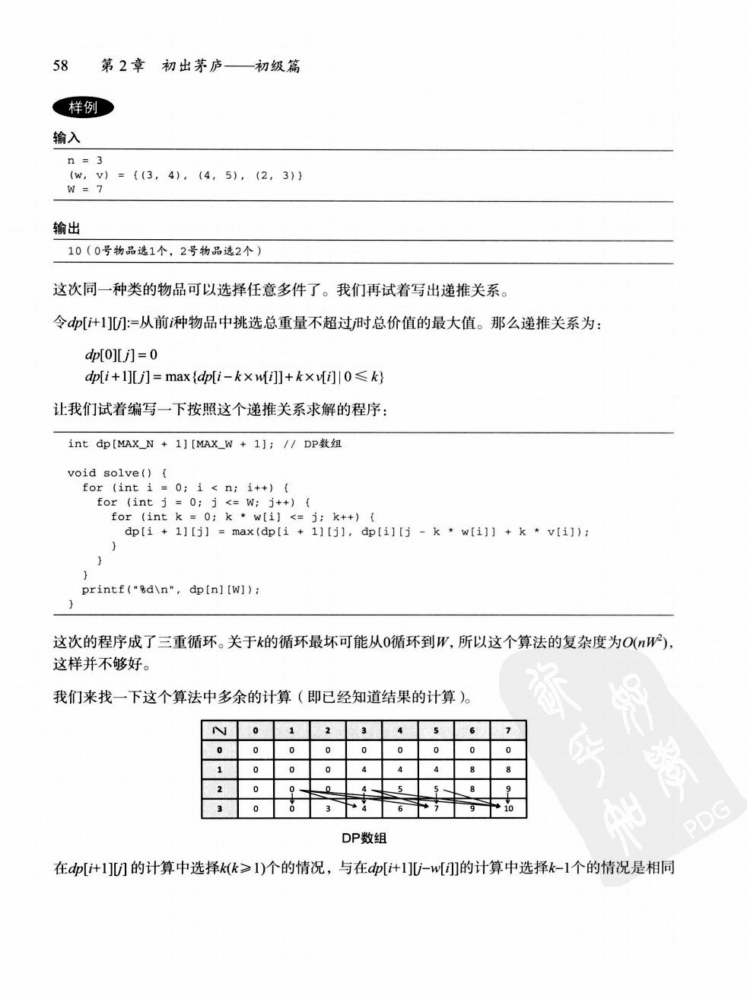 58 第2章 初出茅庐——初级篇
样例
输入
n = 3
(w, v) = {(3, 4), (4, 5), (2, 3)}
W = 7
输出
10（0号物品选1个，2号物品选2个）
这次同一种类的物品可以选择任意多件了。我们再试着写出递推关系。
令dp[i+1][j]:=从前i种物品中挑选总重量不超过j时总价值的最大值。那么递推关系为：
dp[0][j] = 0
dp[i+1][j] = max{dp[i-k×w[i]]+k×v[i]|0≤k}
让我们试着编写一下按照这个递推关系求解的程序：
int dp[MAX_N + 1][MAX_W + 1]; // DP数组
void solve() {
for (int i = 0; i < n; i++) {
for (int j = 0; j <= W; j++) {
for (int k = 0; k * w[i] <= j; k++) {
dp[i + 1][j] = max(dp[i + 1][j], dp[i][j - k * w[i]] + k * v[i]);
}
}
}
printf("%d\n", dp[n][W]);
}
这次的程序成了三重循环。关于k的循环最坏可能从0循环到W，所以这个算法的复杂度为O(nW²)，
这样并不够好。
我们来找一下这个算法中多余的计算（即已经知道结果的计算）。
i\j 0 1 2 3 4 5 6 7
0 0 0 0 0 0 0 0 0
1 0 0 0 4 4 4 8 8
2 0 0 0 4 5 5 8 9
3 0 0 3 4 6 7 9 10
DP数组
在dp[i+1][j]的计算中选择k(k≥1)个的情况，与在dp[i+1][j-w[i]]的计算中选择k-1个的情况是相同
PDG